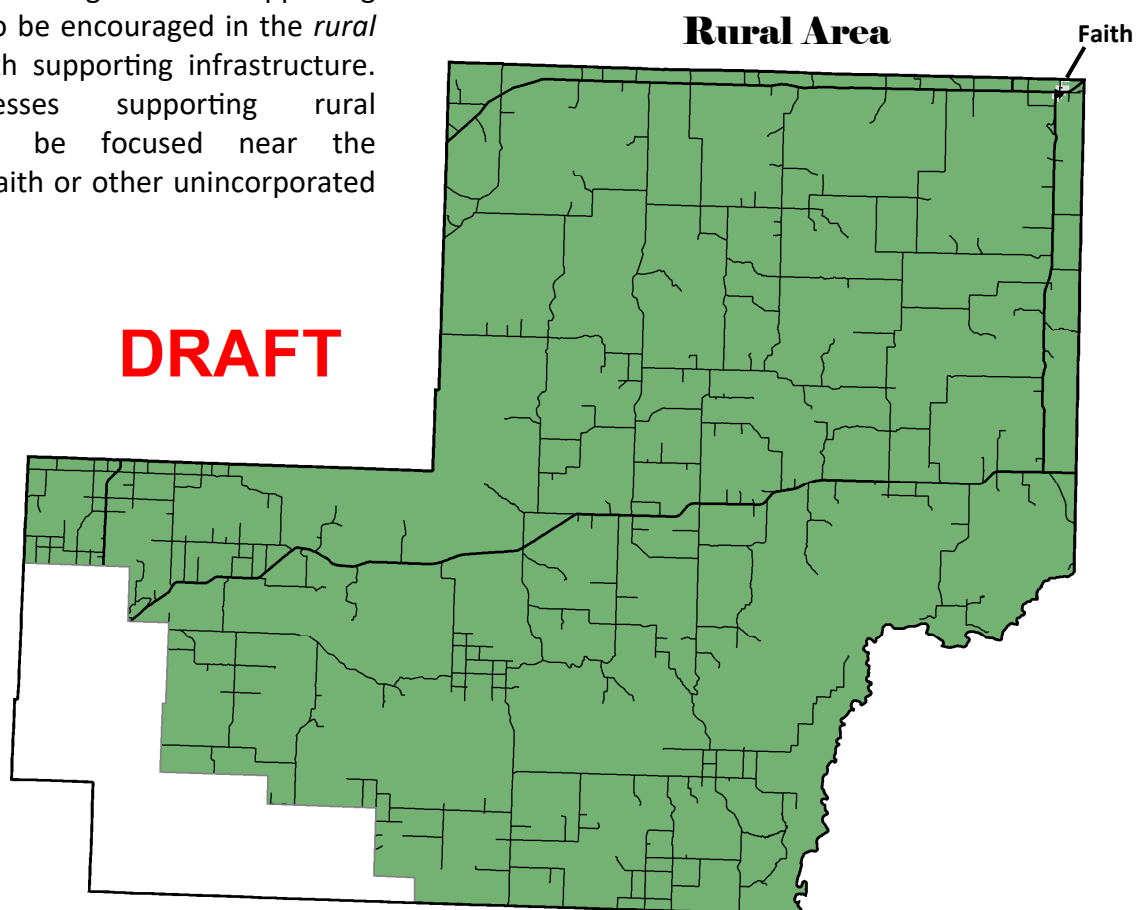 o be encouraged in the rural
th supporting infrastructure.
esses supporting rural
be focused near the
aith or other unincorporated
DRAFT
Rural Area
Faith